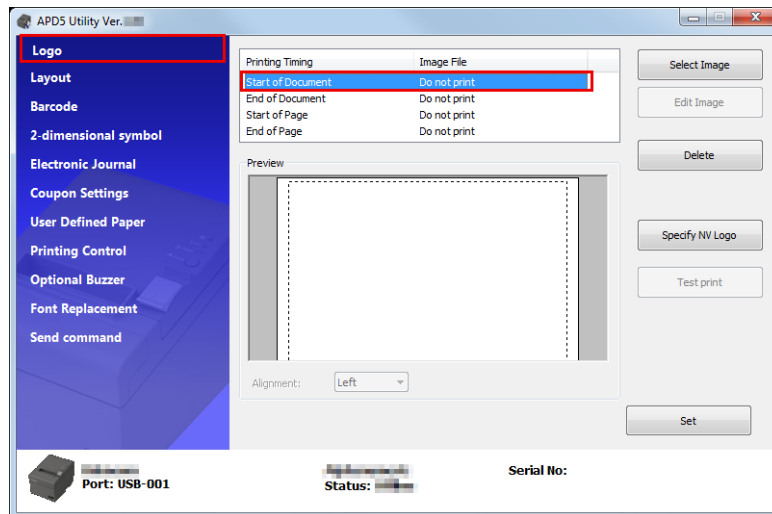 APD5 Utility Ver.
Logo
Layout
Barcode
2-dimensional symbol
Electronic Journal
Coupon Settings
User Defined Paper
Printing Control
Optional Buzzer
Font Replacement
Send command
Printing Timing Image File
Start of Document Do not print
End of Document Do not print
Start of Page Do not print
End of Page Do not print
Preview
Alignment: Left
Select Image
Edit Image
Delete
Specify NV Logo
Test print
Set
Port: USB-001
Status:
Serial No: